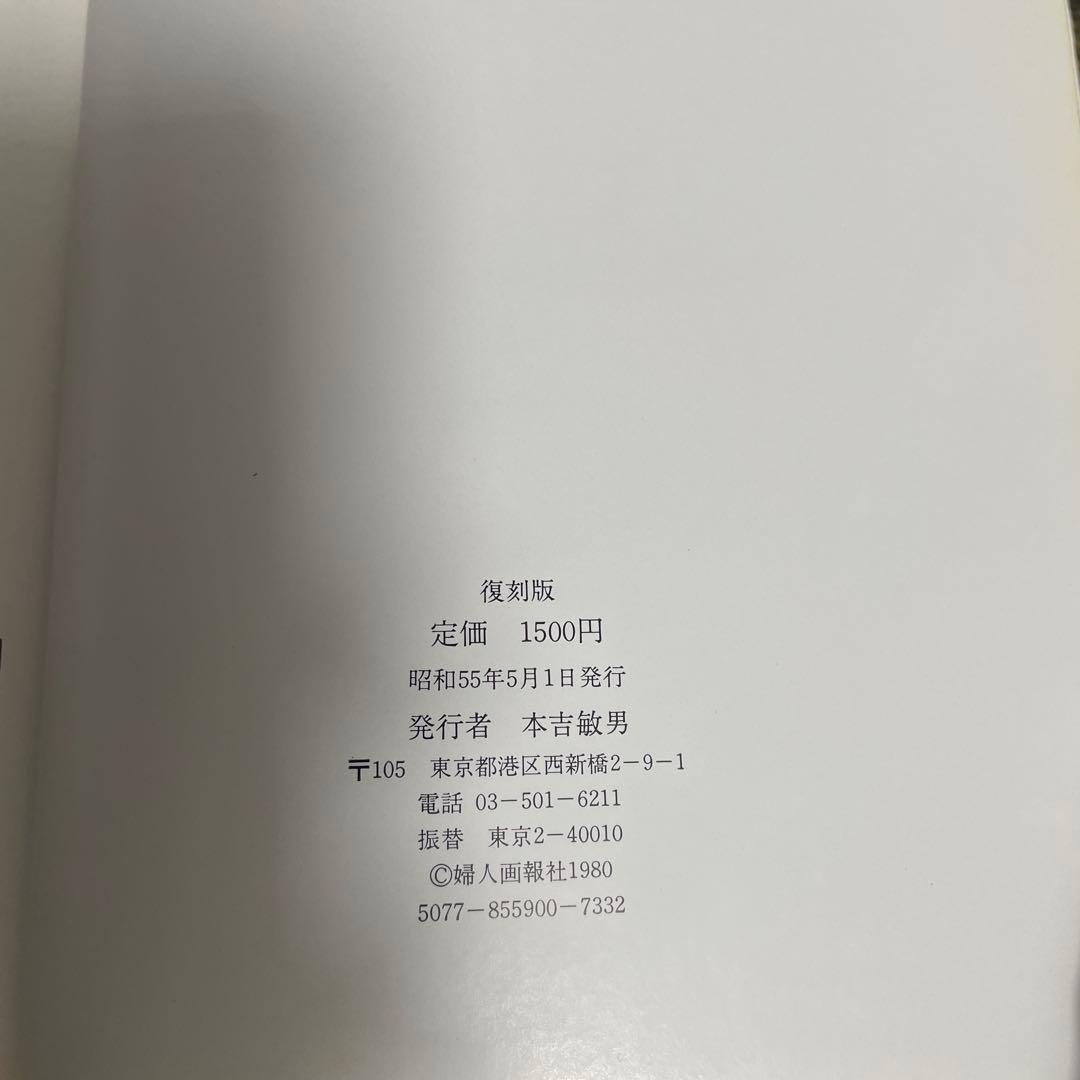 復刻版
定価　1500円
昭和55年5月1日発行
発行者　本吉敏男
〒105　東京都港区西新橋2-9-1
電話 03-501-6211
振替　東京2-40010
©婦人画報社1980
5077-855900-7332